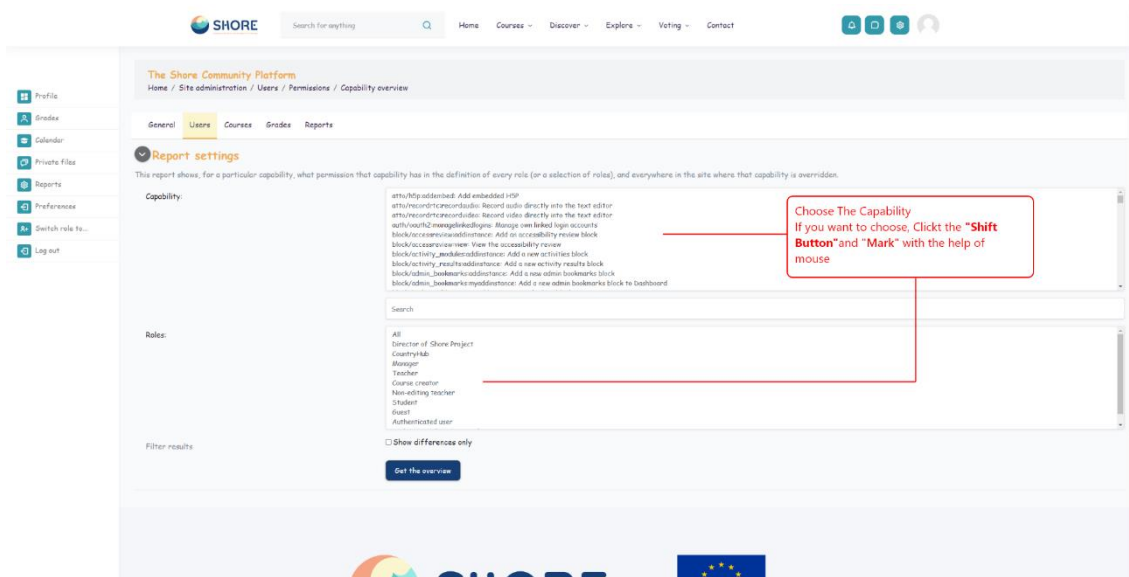 SHORE
Search for anything
Home Courses Discover Explore Voting Contact
The Shore Community Platform
Home / Site administration / Users / Permissions / Capability overview
Profile
Grades
Calendar
Private files
Reports
Preferences
Switch role to...
Log out
General Users Courses Grades Reports
Report settings
This report shows, for a particular capability, what permission that capability has in the definition of every role (or a selection of roles), and everywhere in the site where that capability is overridden.
Capability:
atto/h5p:addembed: Add embedded H5P
atto/recordrtc:recordaudio: Record audio directly into the text editor
atto/recordrtc:recordvideo: Record video directly into the text editor
auth/oauth2:managelinkedlogins: Manage own linked login accounts
block/accessreview:addinstance: Add an accessibility review block
block/accessreview:view: View the accessibility review
block/activity_modules:addinstance: Add a new activities block
block/activity_results:addinstance: Add a new activity results block
block/admin_bookmarks:addinstance: Add a new admin bookmarks block
block/admin_bookmarks:myaddinstance: Add a new admin bookmarks block to Dashboard
Choose The Capability
If you want to choose, Clickt the "Shift
Button"and "Mark" with the help of
mouse
Search
Roles:
All
Director of Shore Project
CountryHub
Manager
Teacher
Course creator
Non-editing teacher
Student
Guest
Authenticated user
Filter results
Show differences only
Get the overview
SHORE